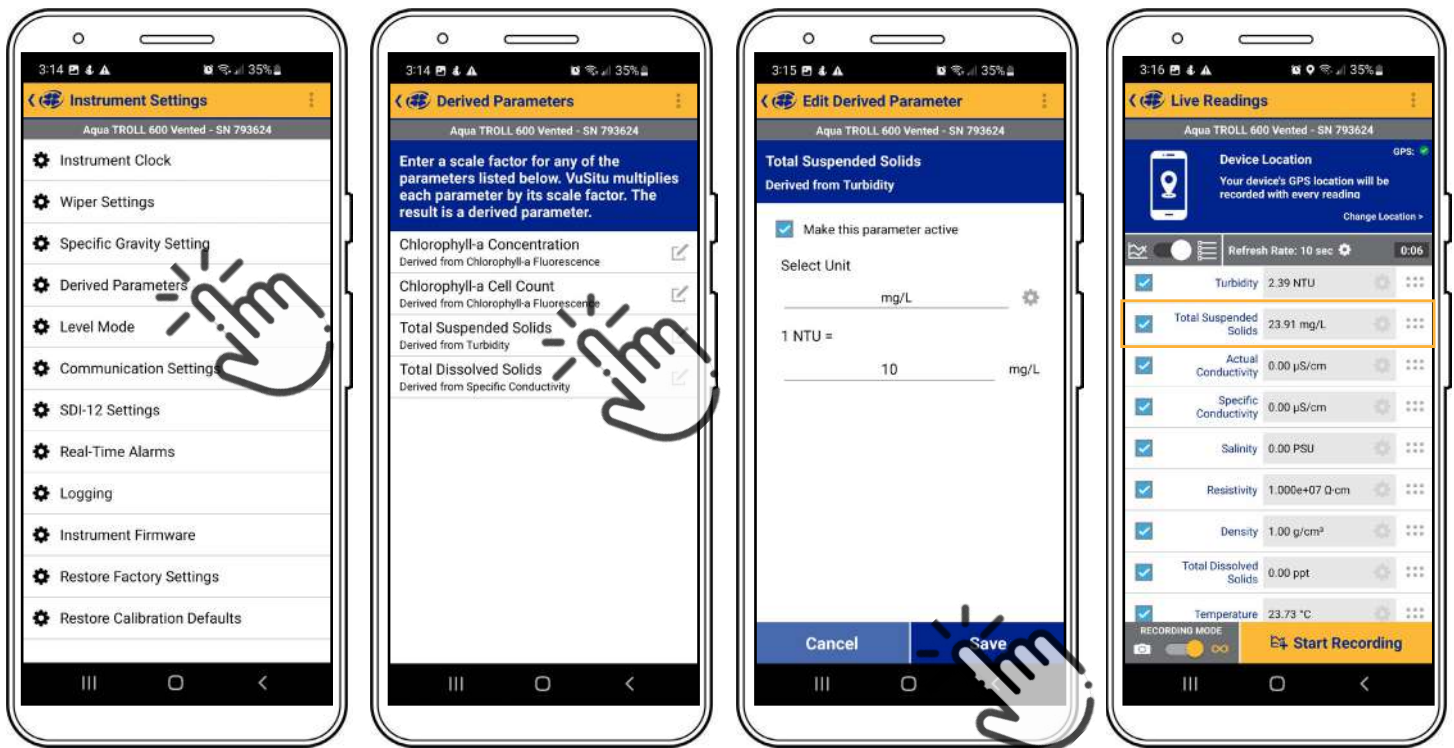 3:14 35%
Instrument Settings
Aqua TROLL 600 Vented - SN 793624
Instrument Clock
Wiper Settings
Specific Gravity Setting
Derived Parameters
Level Mode
Communication Settings
SDI-12 Settings
Real-Time Alarms
Logging
Instrument Firmware
Restore Factory Settings
Restore Calibration Defaults
3:14 35%
Derived Parameters
Aqua TROLL 600 Vented - SN 793624
Enter a scale factor for any of the
parameters listed below. VuSitu multiplies
each parameter by its scale factor. The
result is a derived parameter.
Chlorophyll-a Concentration
Derived from Chlorophyll-a Fluorescence
Chlorophyll-a Cell Count
Derived from Chlorophyll-a Fluorescence
Total Suspended Solids
Derived from Turbidity
Total Dissolved Solids
Derived from Specific Conductivity
3:15 35%
Edit Derived Parameter
Aqua TROLL 600 Vented - SN 793624
Total Suspended Solids
Derived from Turbidity
Make this parameter active
Select Unit
mg/L
1 NTU =
10 mg/L
Cancel Save
3:16 35%
Live Readings
Aqua TROLL 600 Vented - SN 793624
GPS:
Device Location
Your device's GPS location will be
recorded with every reading
Change Location >
Refresh Rate: 10 sec 0:06
Turbidity 2.39 NTU
Total Suspended
Solids 23.91 mg/L
Actual
Conductivity 0.00 µS/cm
Specific
Conductivity 0.00 µS/cm
Salinity 0.00 PSU
Resistivity 1.000e+07 Ω-cm
Density 1.00 g/cm³
Total Dissolved
Solids 0.00 ppt
Temperature 23.73 °C
RECORDING MODE
Start Recording